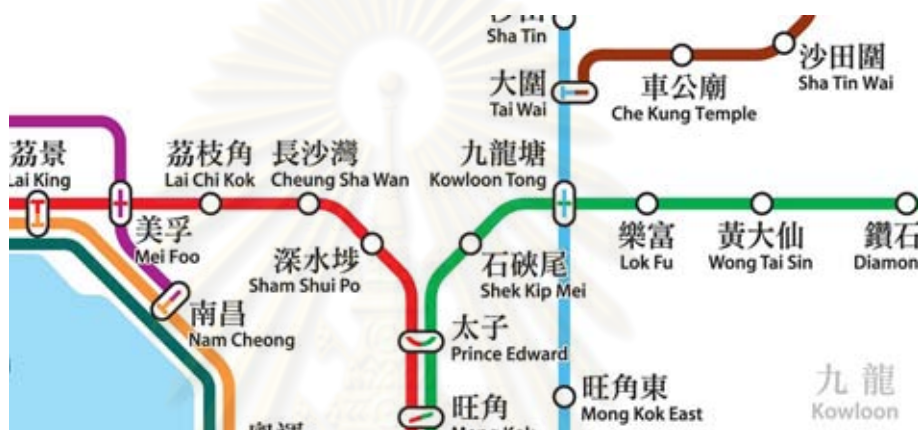 Sha Tin
大圍
Tai Wai
車公廟
Che Kung Temple
沙田圍
Sha Tin Wai
荔景
Lai King
荔枝角
Lai Chi Kok
長沙灣
Cheung Sha Wan
九龍塘
Kowloon Tong
美孚
Mei Foo
深水埗
Sham Shui Po
石硤尾
Shek Kip Mei
樂富
Lok Fu
黃大仙
Wong Tai Sin
鑽石
Diamon
南昌
Nam Cheong
太子
Prince Edward
旺角
旺角東
Mong Kok East
九龍
Kowloon